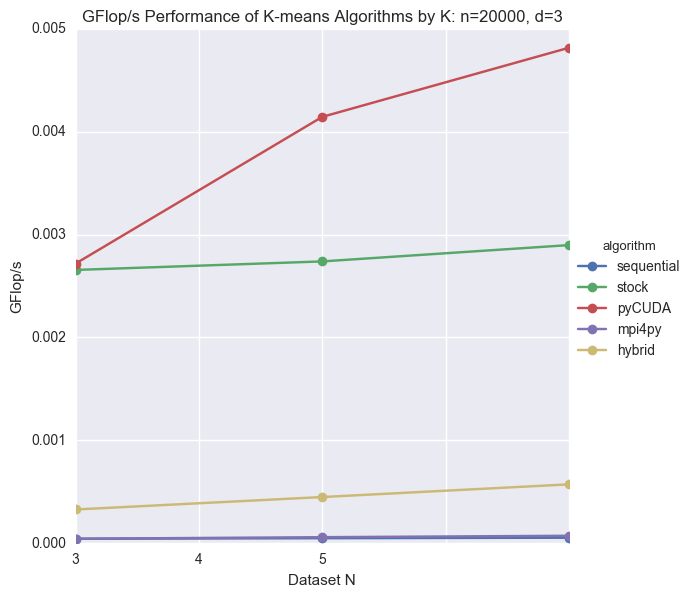 GFlop/s Performance of K-means Algorithms by K: n=20000, d=3
0.005
0.004
0.003
0.002
0.001
0.000
GFlop/s
3 4 5
Dataset N
algorithm
sequential
stock
pyCUDA
mpi4py
hybrid